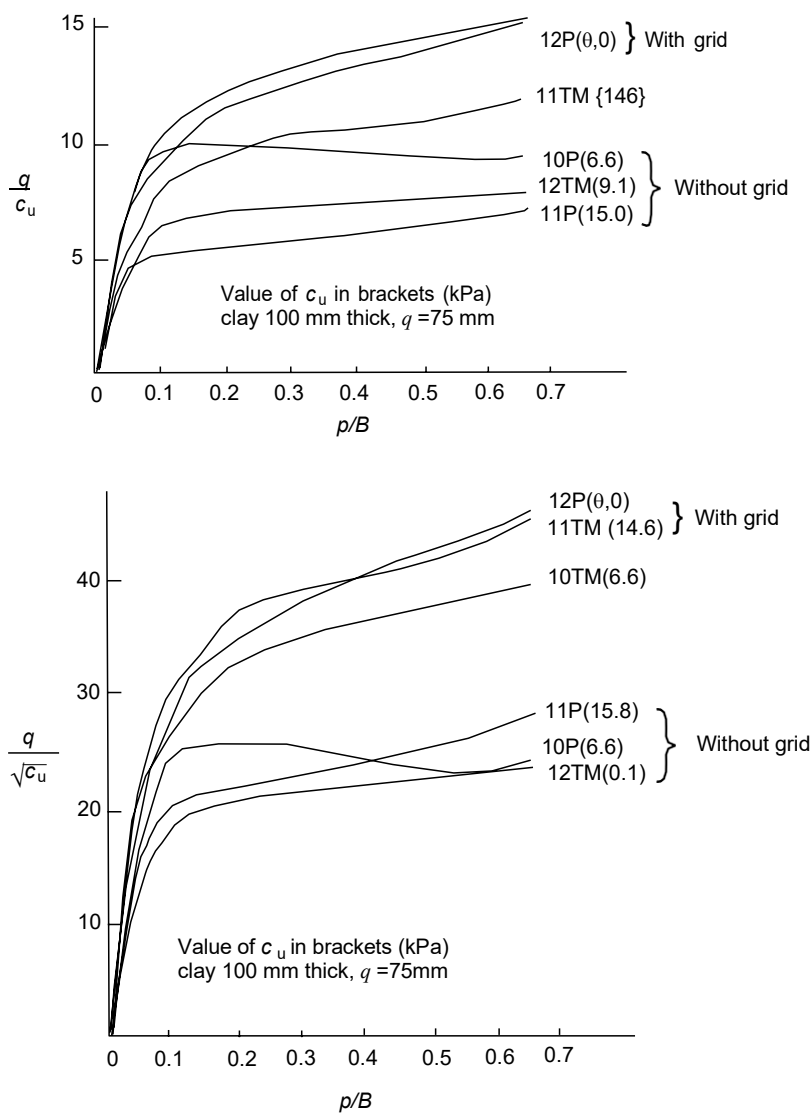 15
10
5
q
c u
12P(θ,0) } With grid
11TM {146}
10P(6.6)
12TM(9.1)
11P(15.0)
} Without grid
Value of c u in brackets (kPa)
clay 100 mm thick, q =75 mm
0 0.1 0.2 0.3 0.4 0.5 0.6 0.7
p/B
12P(θ,0)
11TM (14.6)
} With grid
10TM(6.6)
40
30
20
10
q
√c u
11P(15.8)
10P(6.6)
12TM(0.1)
} Without grid
Value of c u in brackets (kPa)
clay 100 mm thick, q =75mm
0 0.1 0.2 0.3 0.4 0.5 0.6 0.7
p/B